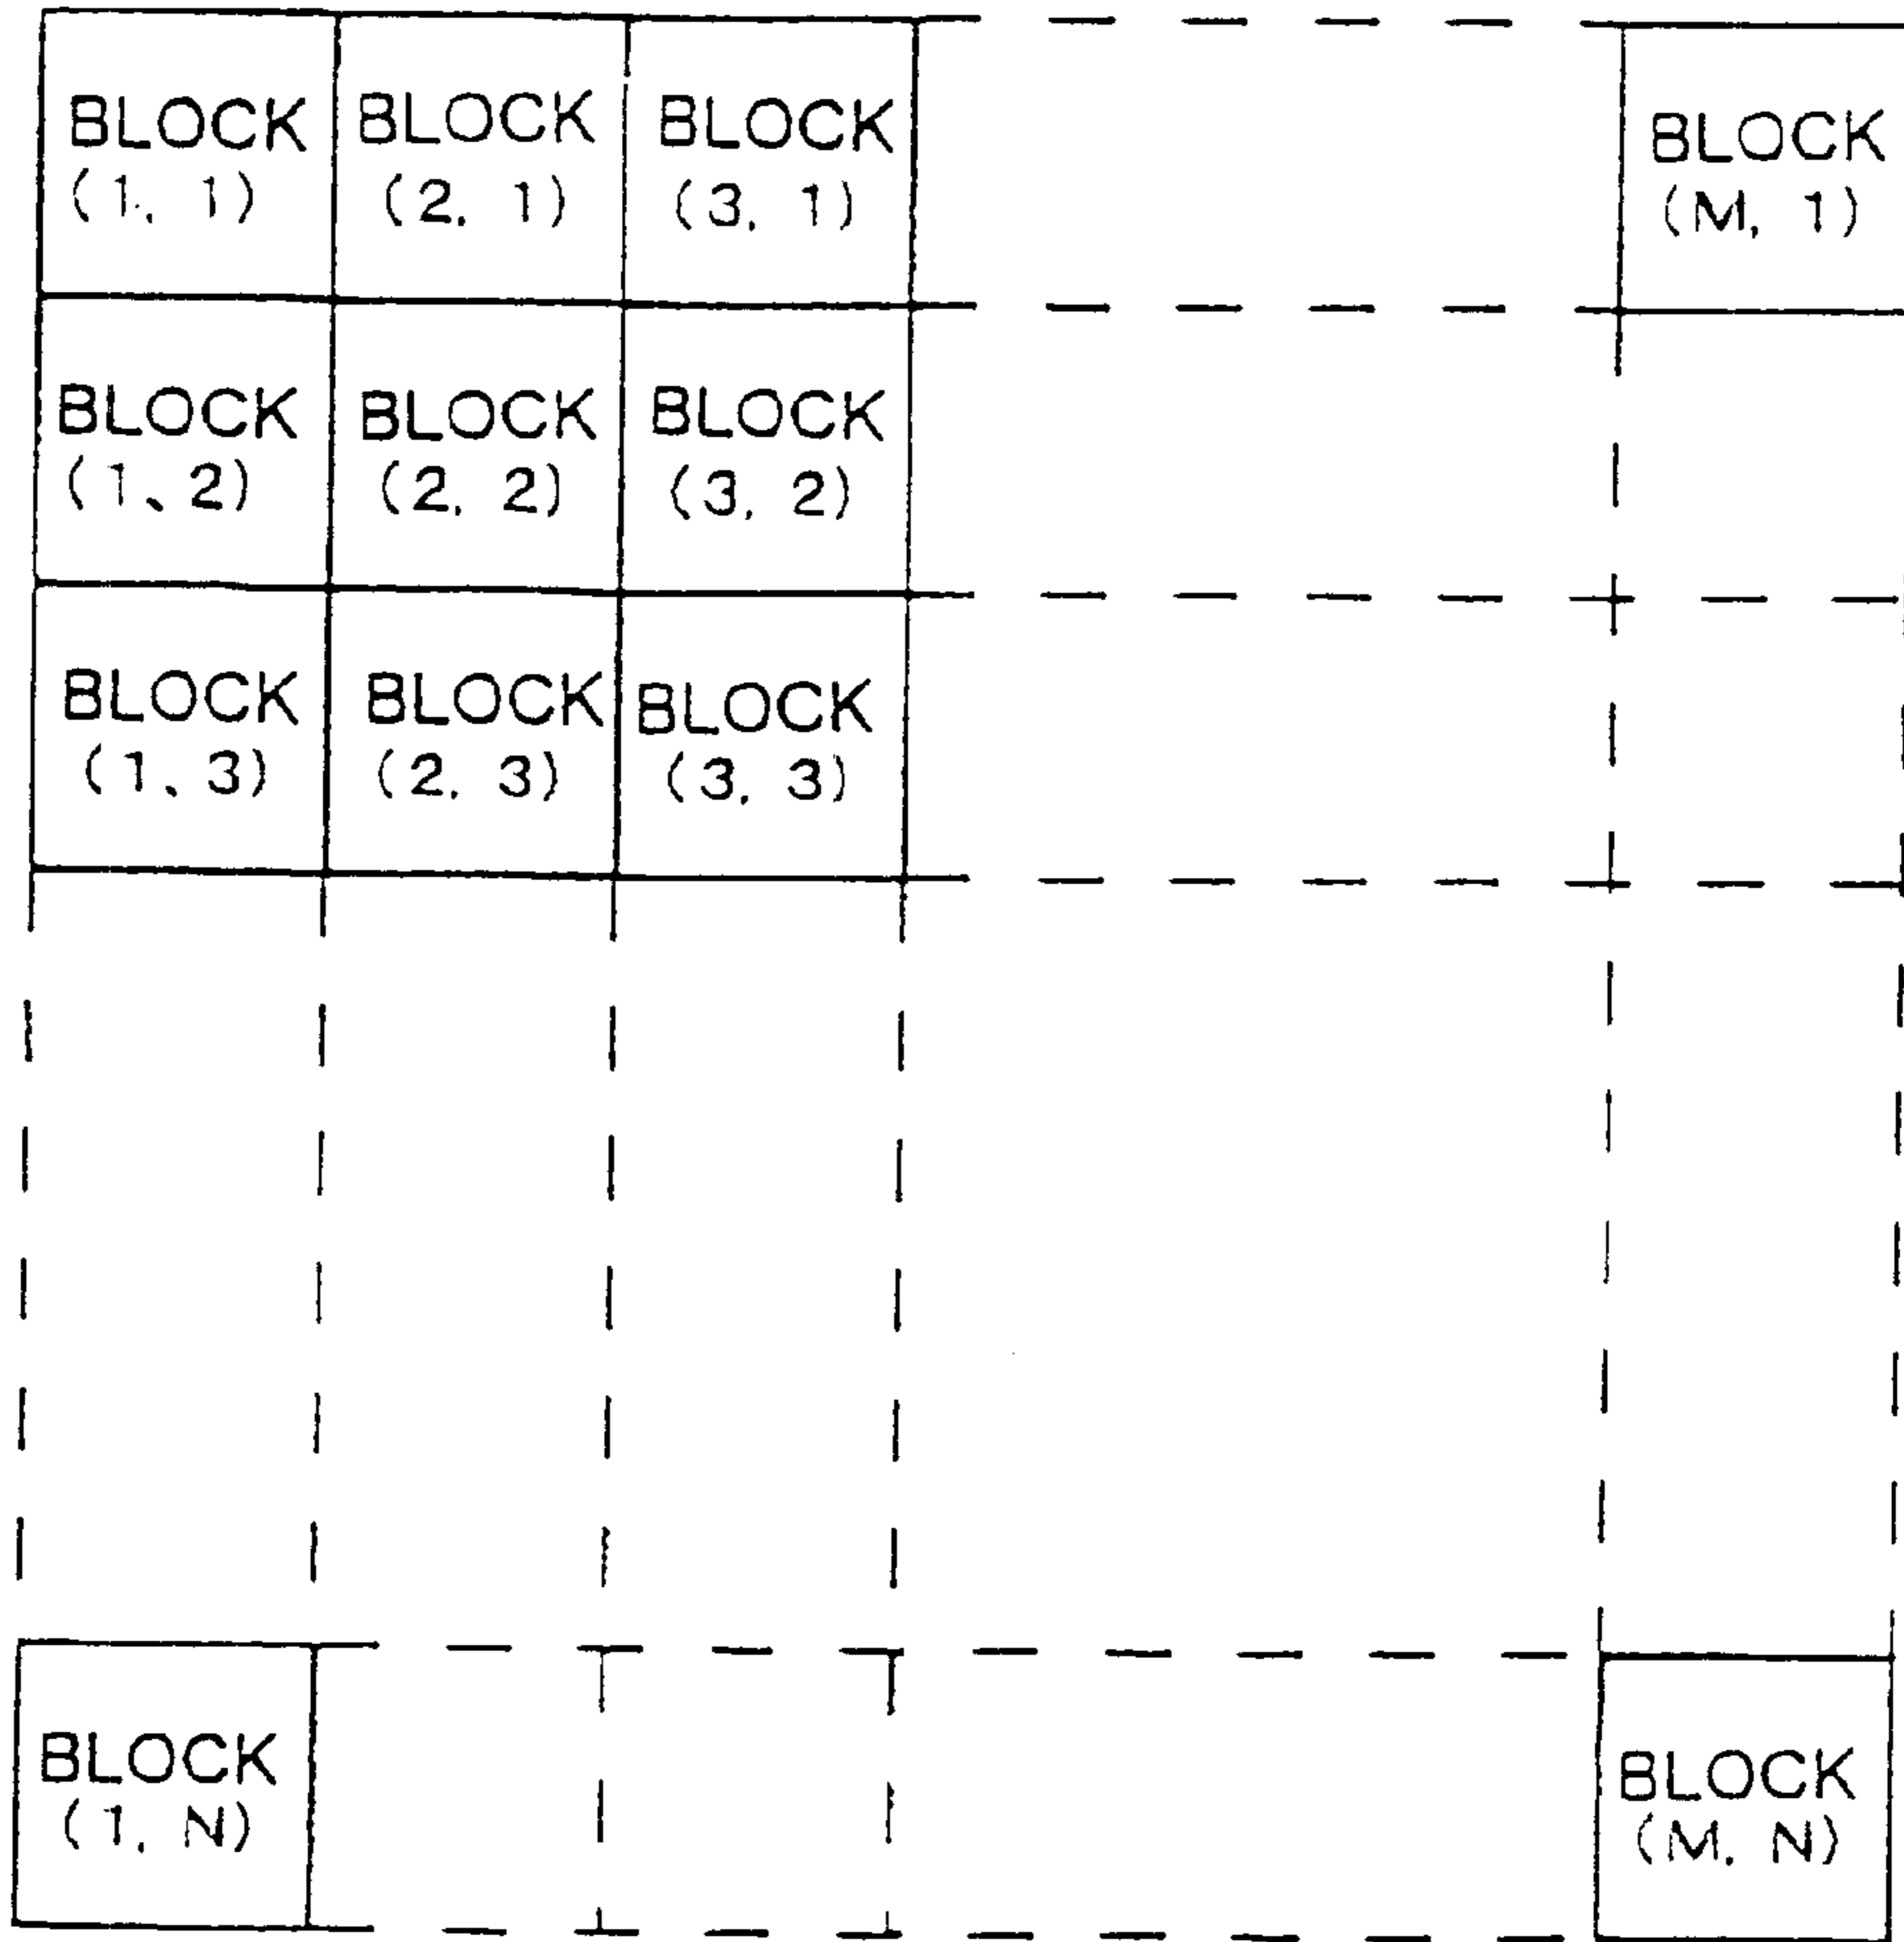 BLOCK
(1, 1)
BLOCK
(2, 1)
BLOCK
(3, 1)
BLOCK
(M, 1)
BLOCK
(1, 2)
BLOCK
(2, 2)
BLOCK
(3, 2)
BLOCK
(1, 3)
BLOCK
(2, 3)
BLOCK
(3, 3)
BLOCK
(1, N)
BLOCK
(M, N)